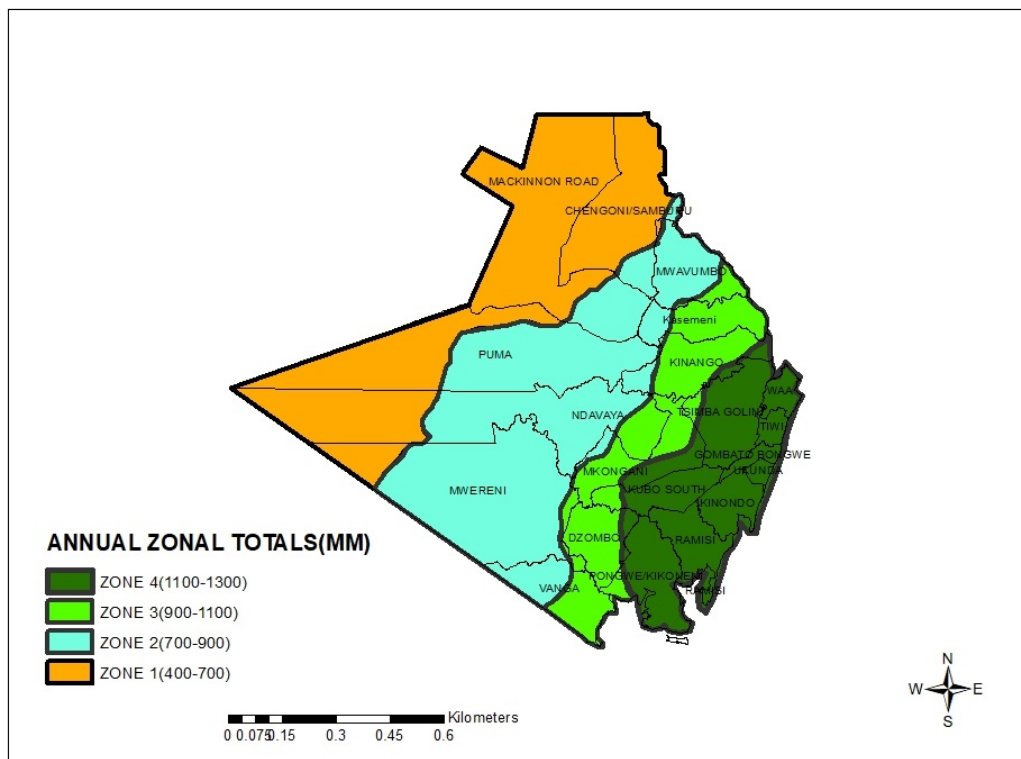 MACKINNON ROAD
CHENGONI/SAMBURU
MWAVUMBO
Kasemeni
PUMA
KINANGO
WAA
NDAVAYA
TSIMBA GOLINI
TIWI
GOMBATO BONGWE
UKUNDA
MKONGANI
MWERENI
KUBO SOUTH
KINONDO
DZOMBO
RAMISI
PONGWE/KIKONENI
VANGA
RAMISI
ANNUAL ZONAL TOTALS(MM)
ZONE 4(1100-1300)
ZONE 3(900-1100)
ZONE 2(700-900)
ZONE 1(400-700)
Kilometers
0 0.075 0.15 0.3 0.45 0.6
N
W E
S